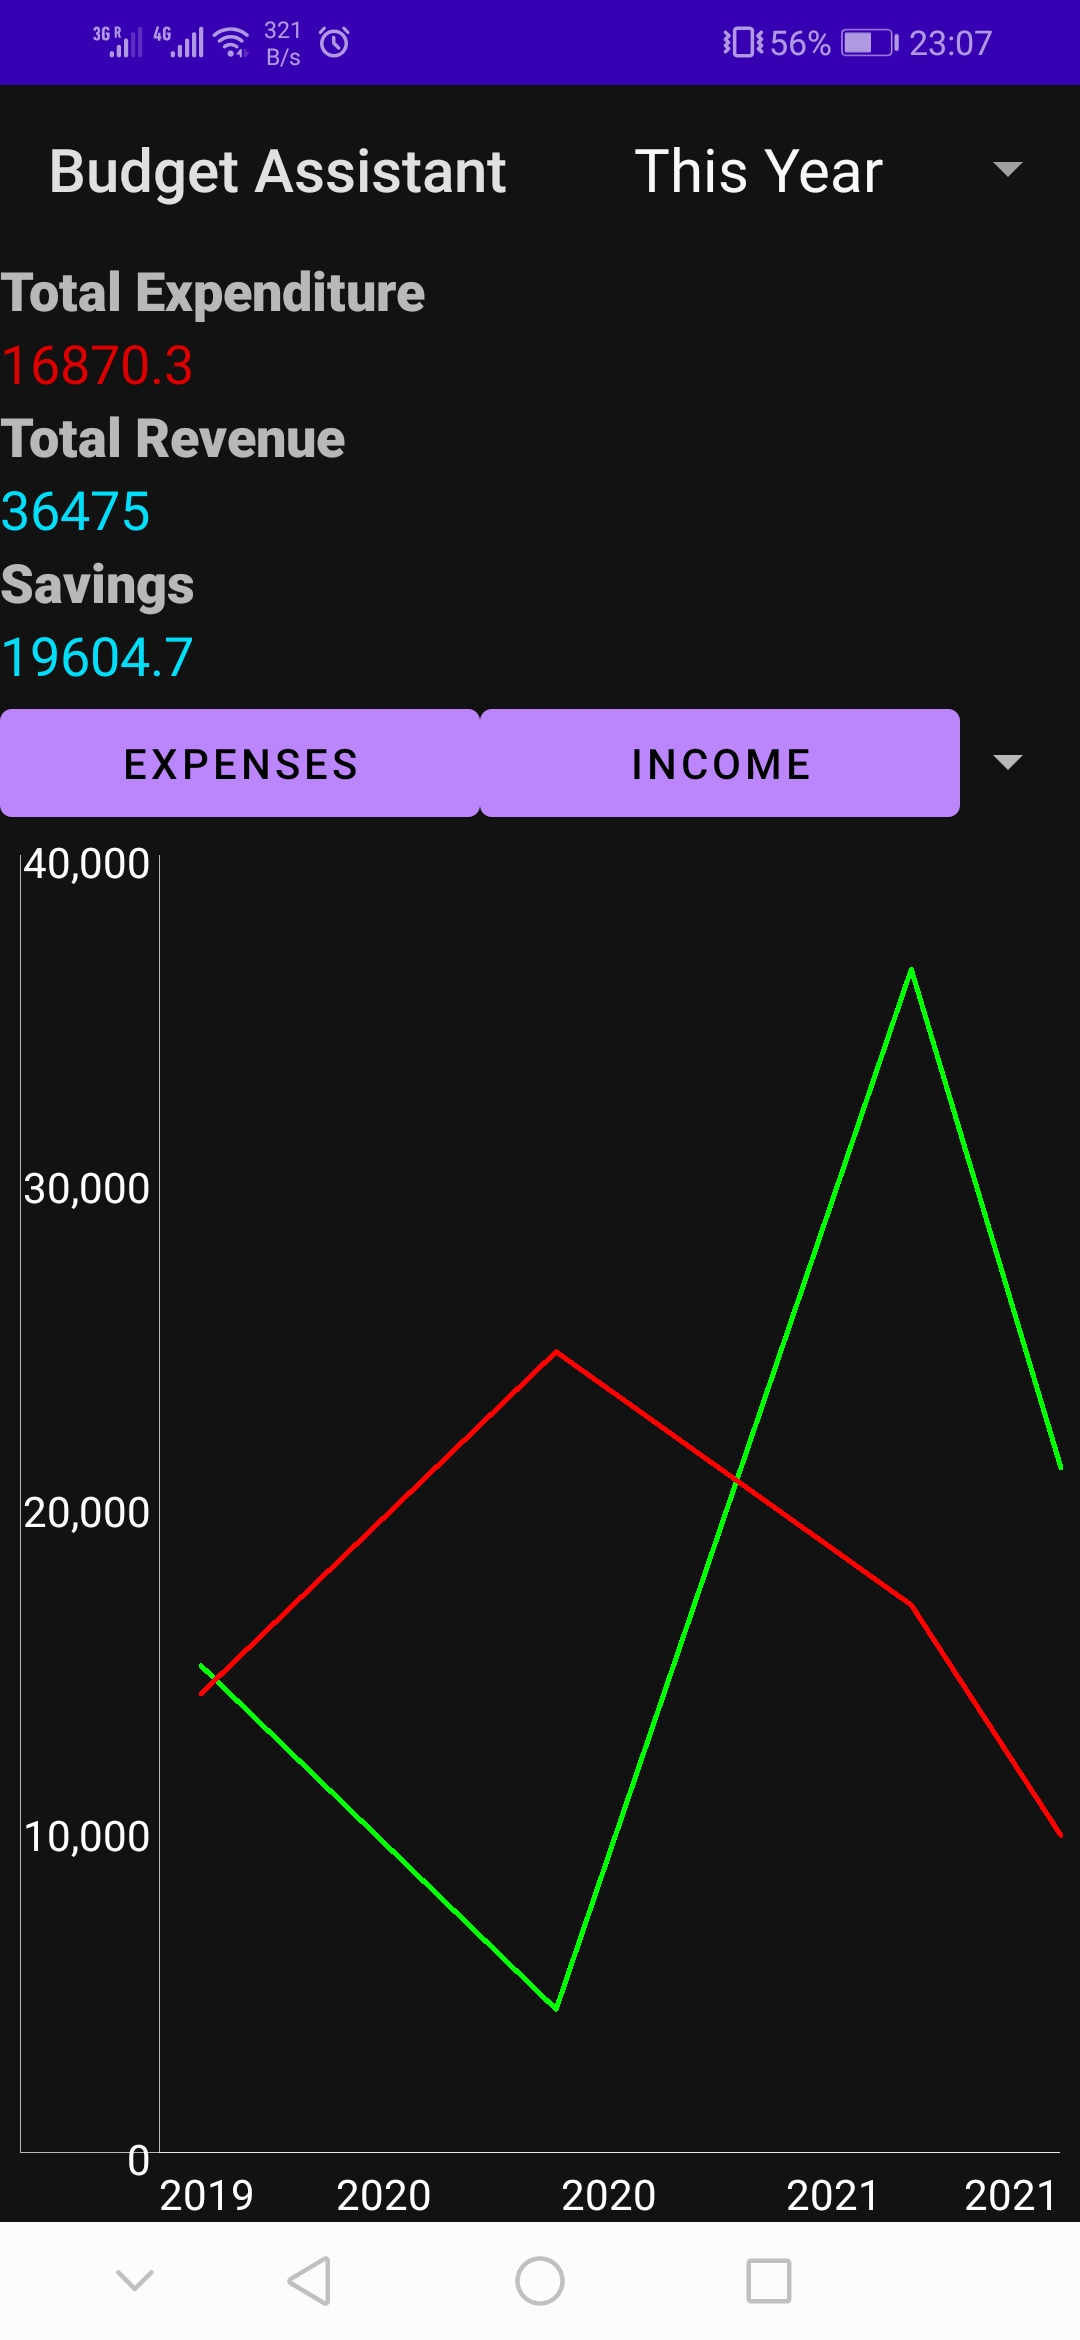 3G R 4G 321 B/s 56% 23:07
Budget Assistant This Year
Total Expenditure
16870.3
Total Revenue
36475
Savings
19604.7
EXPENSES INCOME
40,000
30,000
20,000
10,000
0
2019 2020 2020 2021 2021